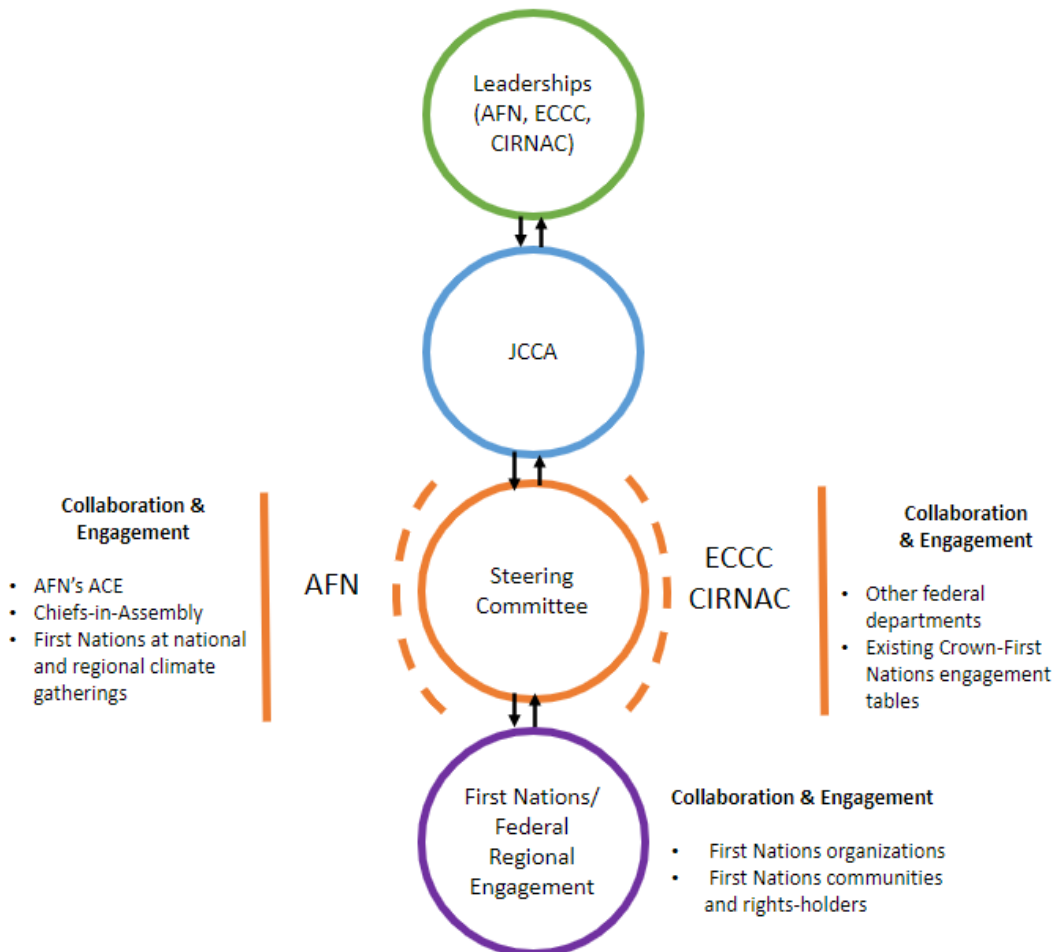 Leaderships
(AFN, ECCC,
CIRNAC)
JCCA
Collaboration &
Engagement
• AFN's ACE
• Chiefs-in-Assembly
• First Nations at national
and regional climate
gatherings
AFN
Steering
Committee
ECCC
CIRNAC
Collaboration
& Engagement
• Other federal
departments
• Existing Crown-First
Nations engagement
tables
First Nations/
Federal
Regional
Engagement
Collaboration & Engagement
• First Nations organizations
• First Nations communities
and rights-holders